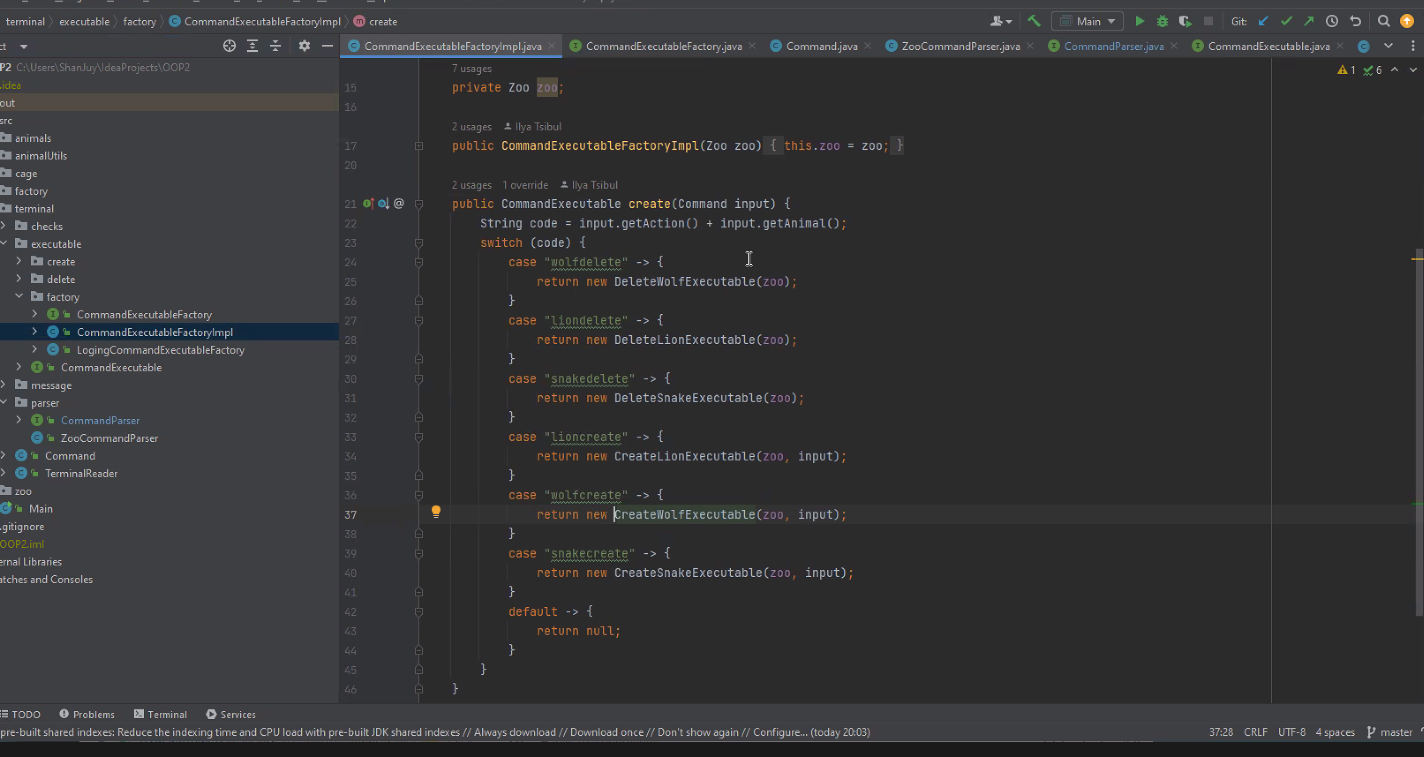 terminal executable factory CommandExecutableFactoryImpl create Main Git:
CommandExecutableFactoryImpl.java CommandExecutableFactory.java Command.java ZooCommandParser.java CommandParser.java CommandExecutable.java
P2 C:\Users\ShanJuy\IdeaProjects\OOP2
.idea
out
src
animals
animalUtils
cage
factory
terminal
checks
executable
create
delete
factory
CommandExecutableFactory
CommandExecutableFactoryImpl
LogingCommandExecutableFactory
CommandExecutable
message
parser
CommandParser
ZooCommandParser
Command
TerminalReader
zoo
Main
.gitignore
OOP2.iml
ernal Libraries
atches and Consoles
1 6
7 usages
15 private Zoo zoo;
16
2 usages Ilya Tsibul
17 public CommandExecutableFactoryImpl(Zoo zoo) { this.zoo = zoo; }
20
2 usages 1 override Ilya Tsibul
21 @ public CommandExecutable create(Command input) {
22 String code = input.getAction() + input.getAnimal();
23 switch (code) {
24 case "wolfdelete" -> {
25 return new DeleteWolfExecutable(zoo);
26 }
27 case "liondelete" -> {
28 return new DeleteLionExecutable(zoo);
29 }
30 case "snakedelete" -> {
31 return new DeleteSnakeExecutable(zoo);
32 }
33 case "lioncreate" -> {
34 return new CreateLionExecutable(zoo, input);
35 }
36 case "wolfcreate" -> {
37 return new CreateWolfExecutable(zoo, input);
38 }
39 case "snakecreate" -> {
40 return new CreateSnakeExecutable(zoo, input);
41 }
42 default -> {
43 return null;
44 }
45 }
46 }
TODO Problems Terminal Services
pre-built shared indexes: Reduce the indexing time and CPU load with pre-built JDK shared indexes // Always download // Download once // Don't show again // Configure... (today 20:03) 37:28 CRLF UTF-8 4 spaces master